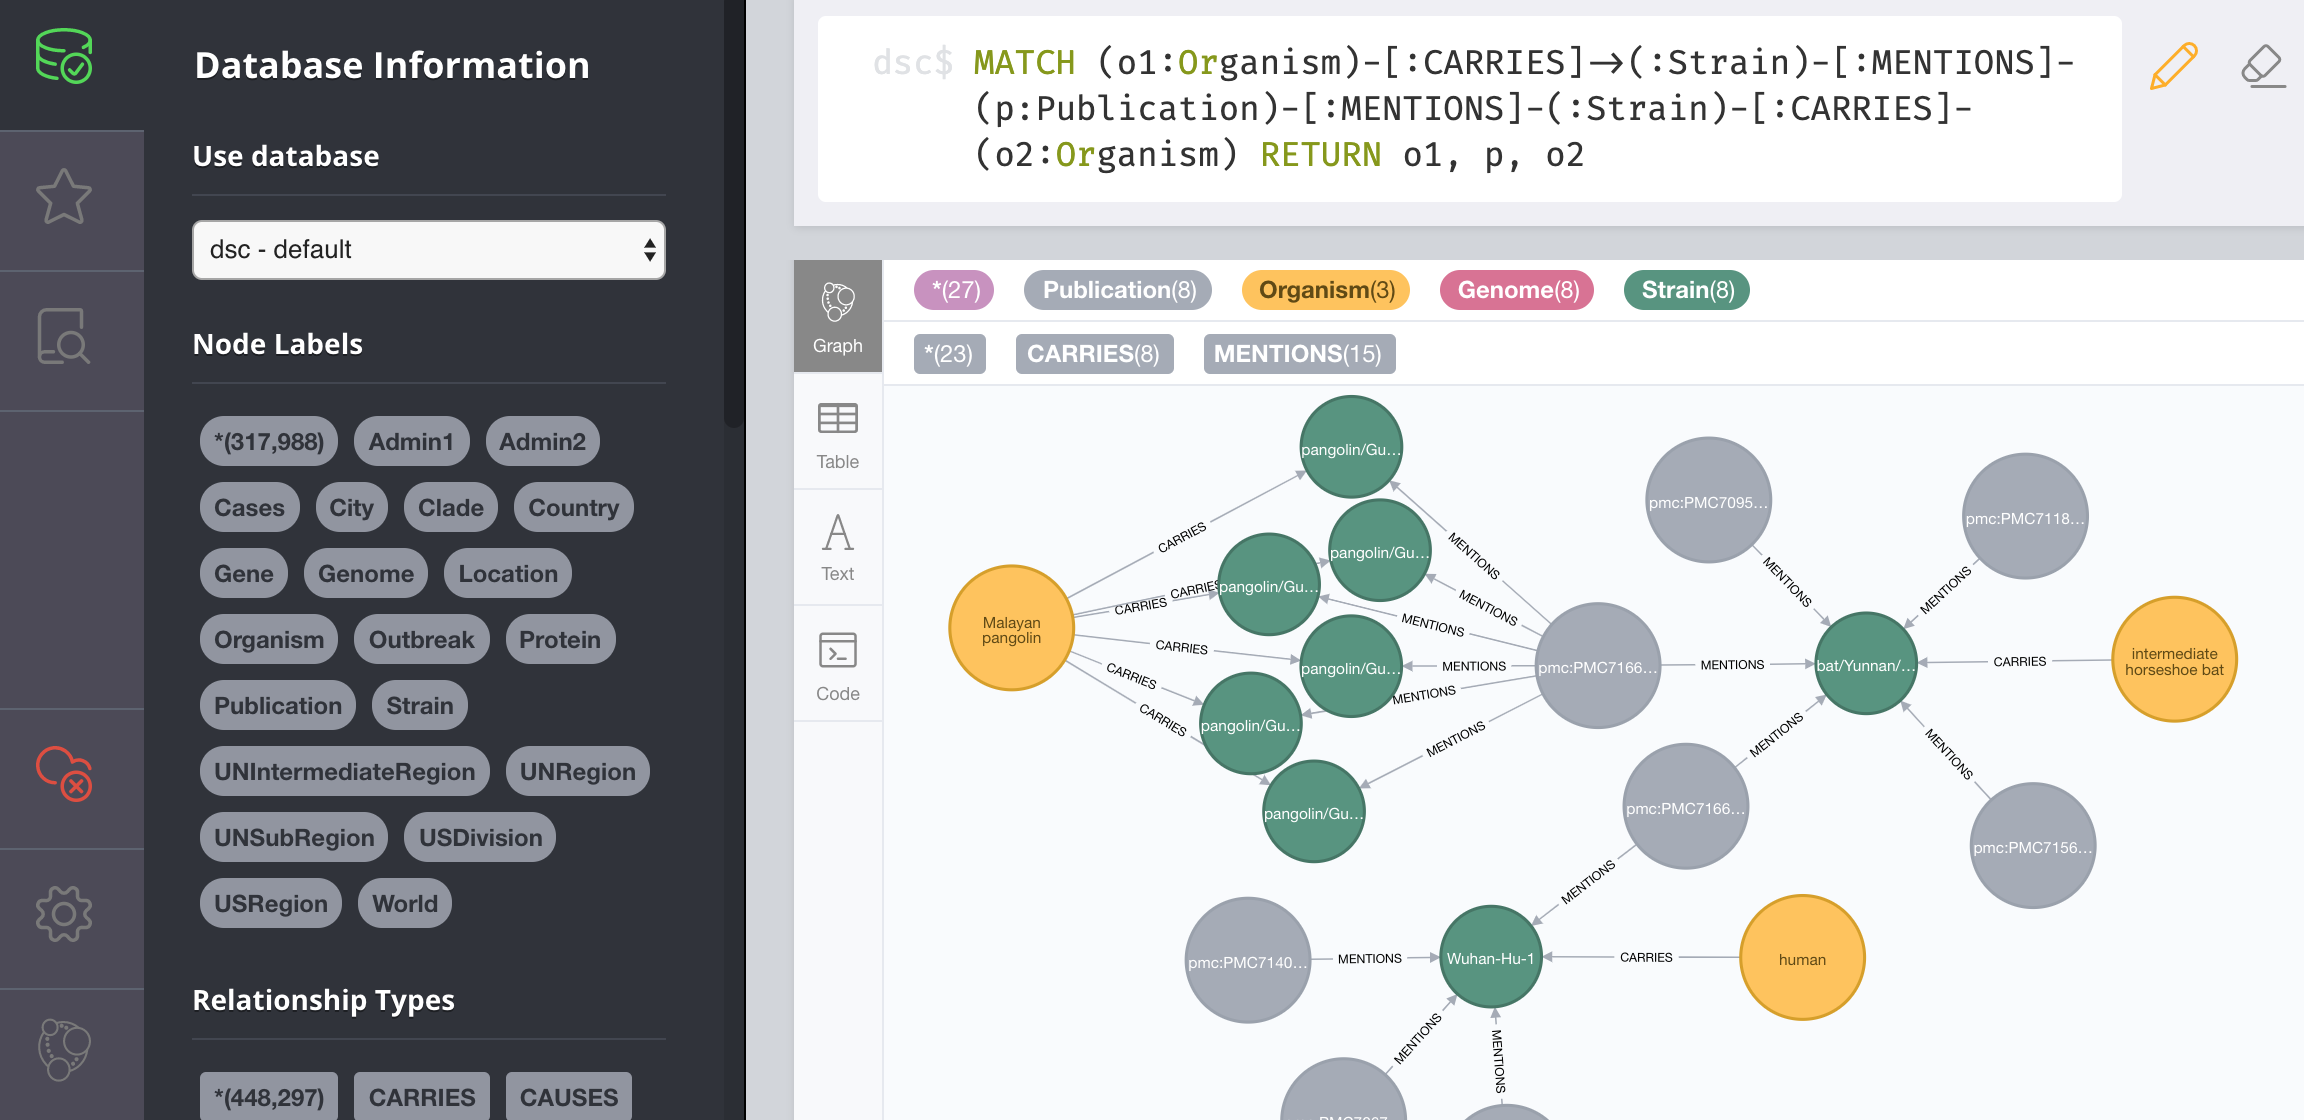 Database Information
Use database
dsc - default
Node Labels
*(317,988) Admin1 Admin2
Cases City Clade Country
Gene Genome Location
Organism Outbreak Protein
Publication Strain
UNIntermediateRegion UNRegion
UNSubRegion USDivision
USRegion World
Relationship Types
*(448,297) CARRIES CAUSES
dsc$ MATCH (o1:Organism)-[:CARRIES]→(:Strain)-[:MENTIONS]-
(p:Publication)-[:MENTIONS]-(:Strain)-[:CARRIES]-
(o2:Organism) RETURN o1, p, o2
Graph
Table
Text
Code
*(27) Publication(8) Organism(3) Genome(8) Strain(8)
*(23) CARRIES(8) MENTIONS(15)
pangolin/Gu...
pmc:PMC7095...
pmc:PMC7118...
CARRIES
MENTIONS
pangolin/Gu...
MENTIONS
MENTIONS
pangolin/Gu...
CARRIES
CARRIES
MENTIONS
MENTIONS
Malayan
pangolin
CARRIES
pangolin/Gu...
MENTIONS
pmc:PMC7166...
MENTIONS
bat/Yunnan/...
CARRIES
intermediate
horseshoe bat
CARRIES
MENTIONS
CARRIES
pangolin/Gu...
MENTIONS
MENTIONS
MENTIONS
pangolin/Gu...
pmc:PMC7166...
pmc:PMC7156...
MENTIONS
pmc:PMC7140...
MENTIONS
Wuhan-Hu-1
CARRIES
human
MENTIONS
MENTIONS